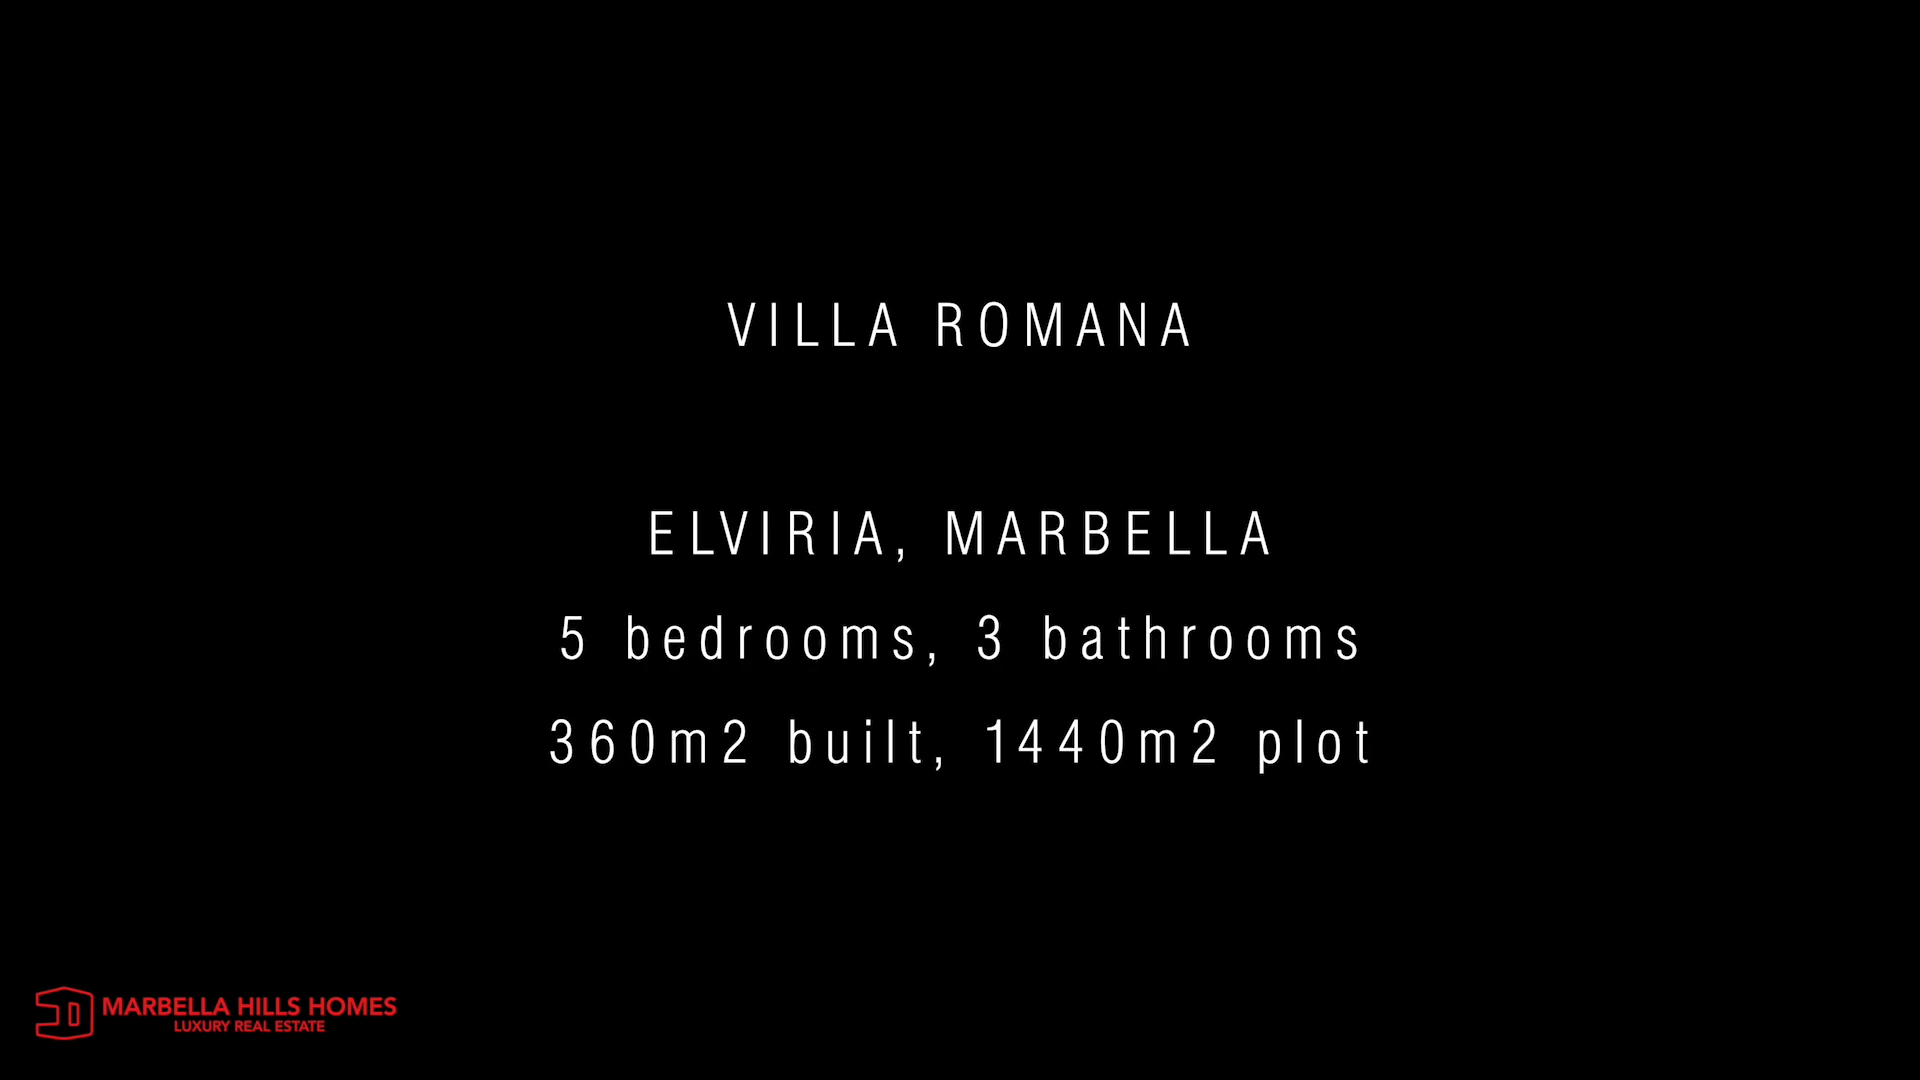 VILLA ROMANA
ELVIRIA, MARBELLA
5 bedrooms, 3 bathrooms
360m2 built, 1440m2 plot
MARBELLA HILLS HOMES
LUXURY REAL ESTATE